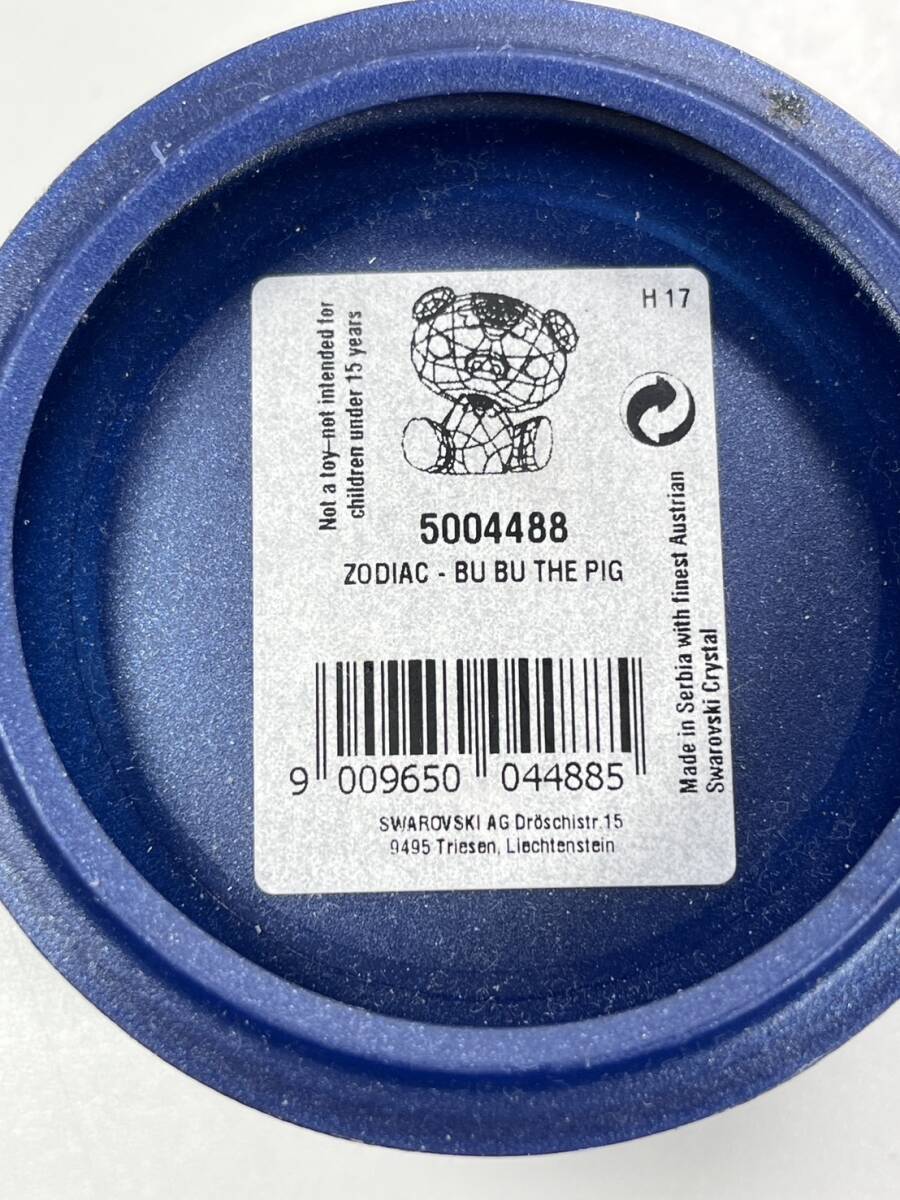 H 17
Not a toy-not intended for
children under 15 years
5004488
ZODIAC - BU BU THE PIG
Made in Serbia with finest Austrian
Swarovski Crystal
9 009650 044885
SWAROVSKI AG Dröschistr.15
9495 Triesen, Liechtenstein